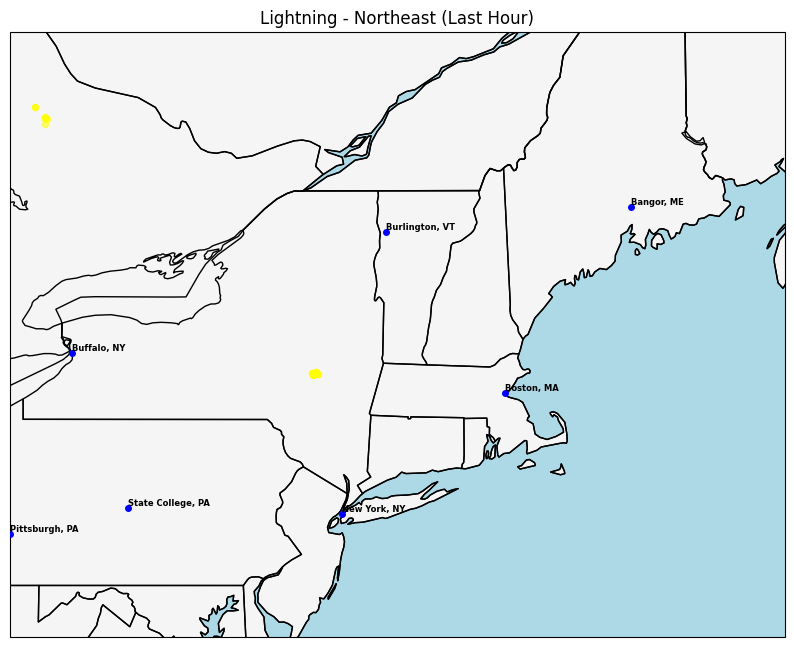 Lightning - Northeast (Last Hour)
Bangor, ME
Burlington, VT
Buffalo, NY
Boston, MA
State College, PA
New York, NY
Pittsburgh, PA